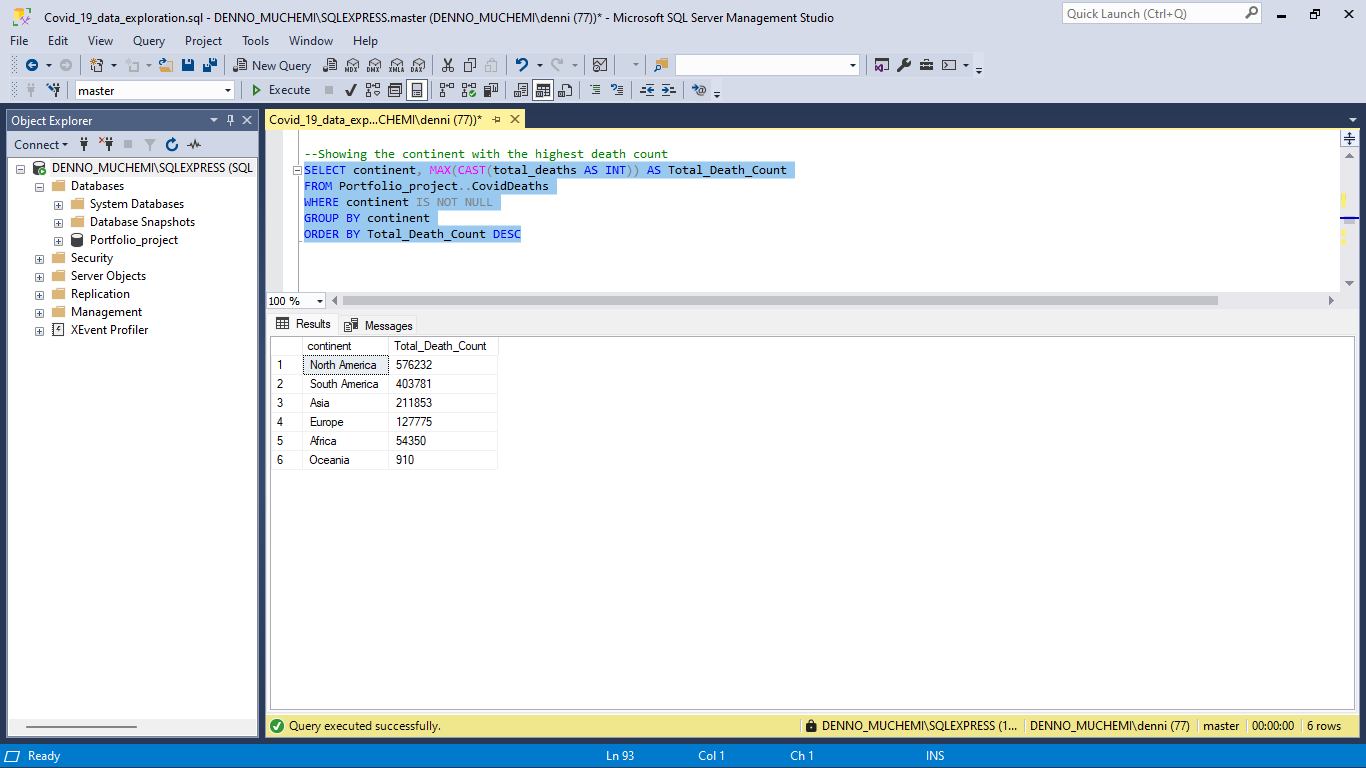 Covid_19_data_exploration.sql - DENNO_MUCHEMI\SQLEXPRESS.master (DENNO_MUCHEMI\denni (77))* - Microsoft SQL Server Management Studio
Quick Launch (Ctrl+Q)
File Edit View Query Project Tools Window Help
New Query MDX DMX XMLA DAX
master Execute
Object Explorer
Connect
DENNO_MUCHEMI\SQLEXPRESS (SQL
Databases
System Databases
Database Snapshots
Portfolio_project
Security
Server Objects
Replication
Management
XEvent Profiler
Covid_19_data_exp...CHEMI\denni (77))*
--Showing the continent with the highest death count
SELECT continent, MAX(CAST(total_deaths AS INT)) AS Total_Death_Count
FROM Portfolio_project..CovidDeaths
WHERE continent IS NOT NULL
GROUP BY continent
ORDER BY Total_Death_Count DESC
100 %
Results Messages
continent Total_Death_Count
1 North America 576232
2 South America 403781
3 Asia 211853
4 Europe 127775
5 Africa 54350
6 Oceania 910
Query executed successfully. DENNO_MUCHEMI\SQLEXPRESS (1... DENNO_MUCHEMI\denni (77) master 00:00:00 6 rows
Ready Ln 93 Col 1 Ch 1 INS